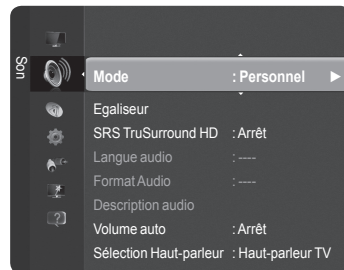 Son
Mode : Personnel ►
Egaliseur
SRS TruSurround HD : Arrêt
Langue audio : ----
Format Audio : ----
Description audio
Volume auto : Arrêt
Sélection Haut-parleur : Haut-parleur TV